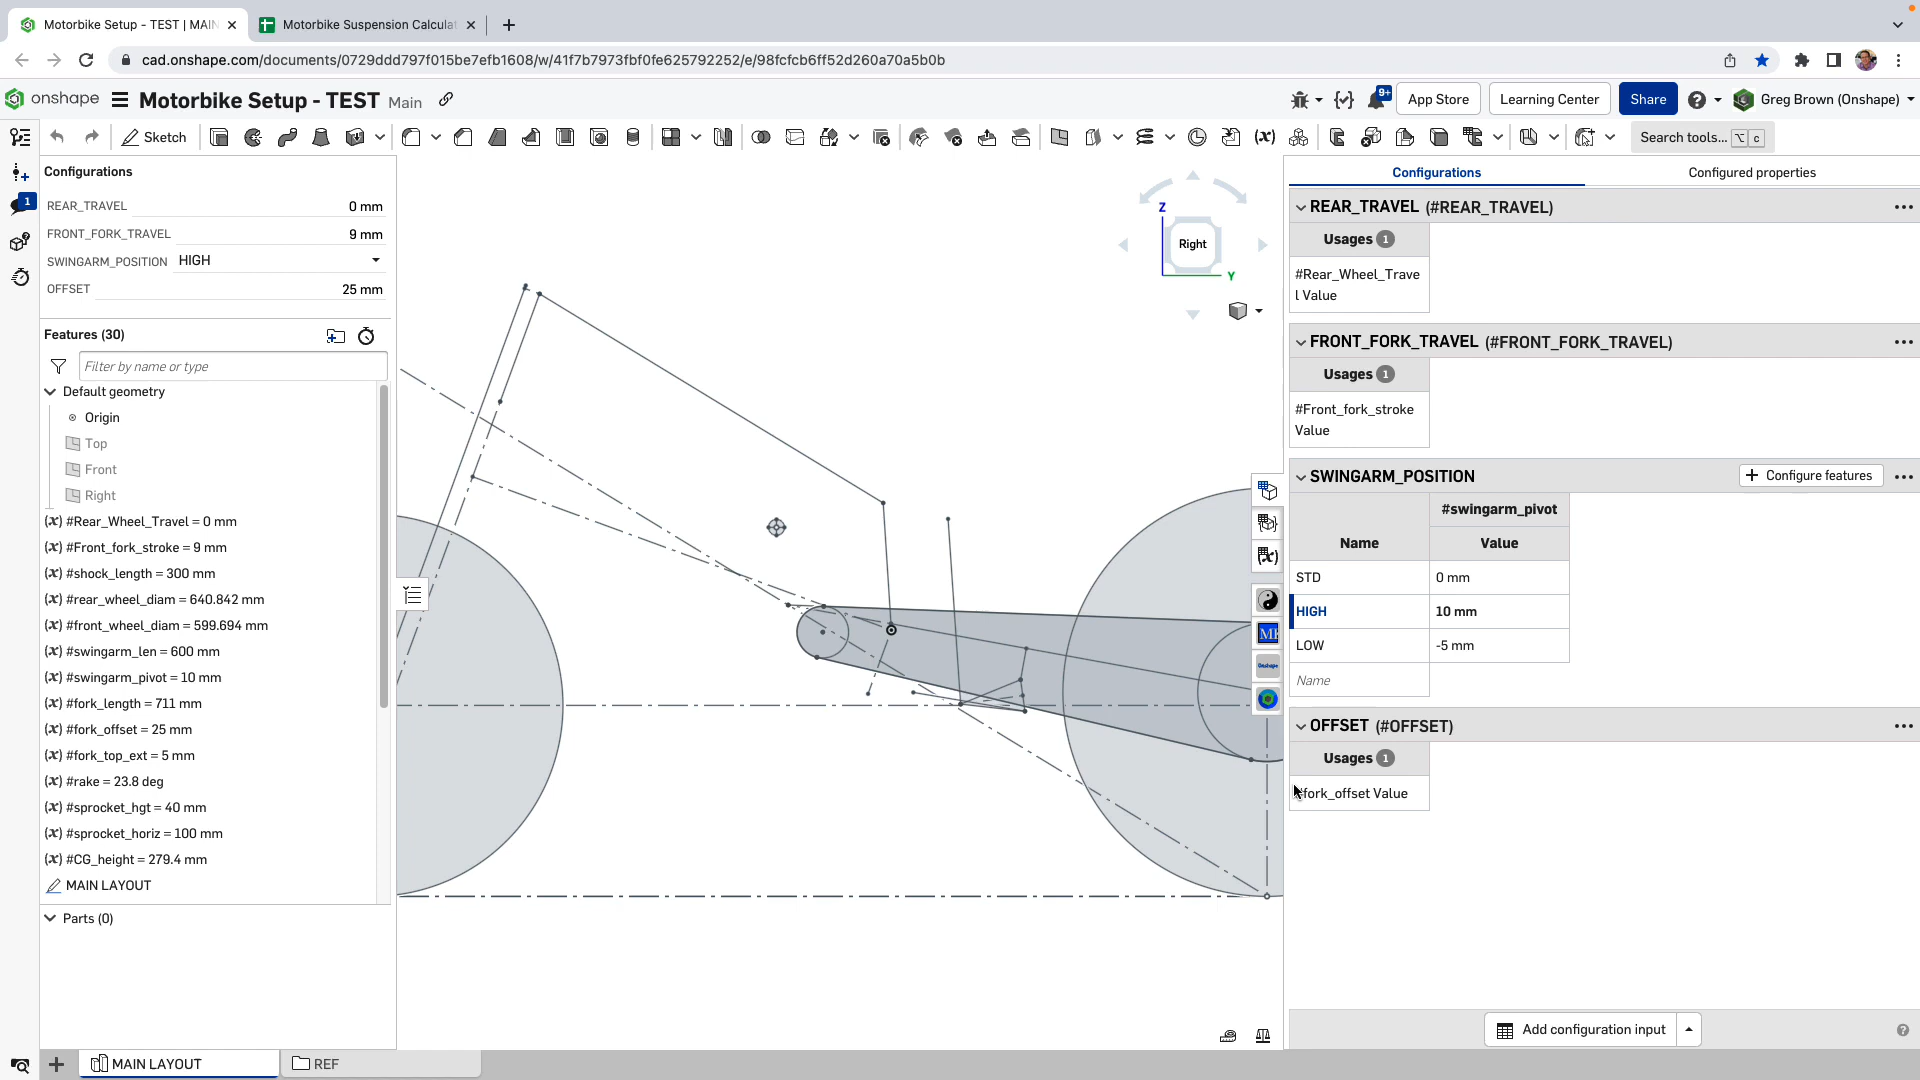 Motorbike Setup - TEST | MAIN
Motorbike Suspension Calculat
cad.onshape.com/documents/0729ddd797f015be7efb1608/w/41f7b7973fbf0fe625792252/e/98fcfcb6ff52d260a70a5b0b
onshape
Motorbike Setup - TEST Main
9+
App Store
Learning Center
Share
Greg Brown (Onshape)
Sketch
Search tools... ⌥ c
Configurations
REAR_TRAVEL 0 mm
FRONT_FORK_TRAVEL 9 mm
SWINGARM_POSITION HIGH
OFFSET 25 mm
1
Features (30)
Filter by name or type
Default geometry
Origin
Top
Front
Right
(x) #Rear_Wheel_Travel = 0 mm
(x) #Front_fork_stroke = 9 mm
(x) #shock_length = 300 mm
(x) #rear_wheel_diam = 640.842 mm
(x) #front_wheel_diam = 599.694 mm
(x) #swingarm_len = 600 mm
(x) #swingarm_pivot = 10 mm
(x) #fork_length = 711 mm
(x) #fork_offset = 25 mm
(x) #fork_top_ext = 5 mm
(x) #rake = 23.8 deg
(x) #sprocket_hgt = 40 mm
(x) #sprocket_horiz = 100 mm
(x) #CG_height = 279.4 mm
MAIN LAYOUT
Parts (0)
Z
Right
Y
Configurations
Configured properties
REAR_TRAVEL (#REAR_TRAVEL)
Usages 1
#Rear_Wheel_Trave
l Value
FRONT_FORK_TRAVEL (#FRONT_FORK_TRAVEL)
Usages 1
#Front_fork_stroke
Value
SWINGARM_POSITION
+ Configure features
#swingarm_pivot
Name Value
STD 0 mm
HIGH 10 mm
LOW -5 mm
Name
OFFSET (#OFFSET)
Usages 1
#fork_offset Value
Add configuration input
MAIN LAYOUT
REF